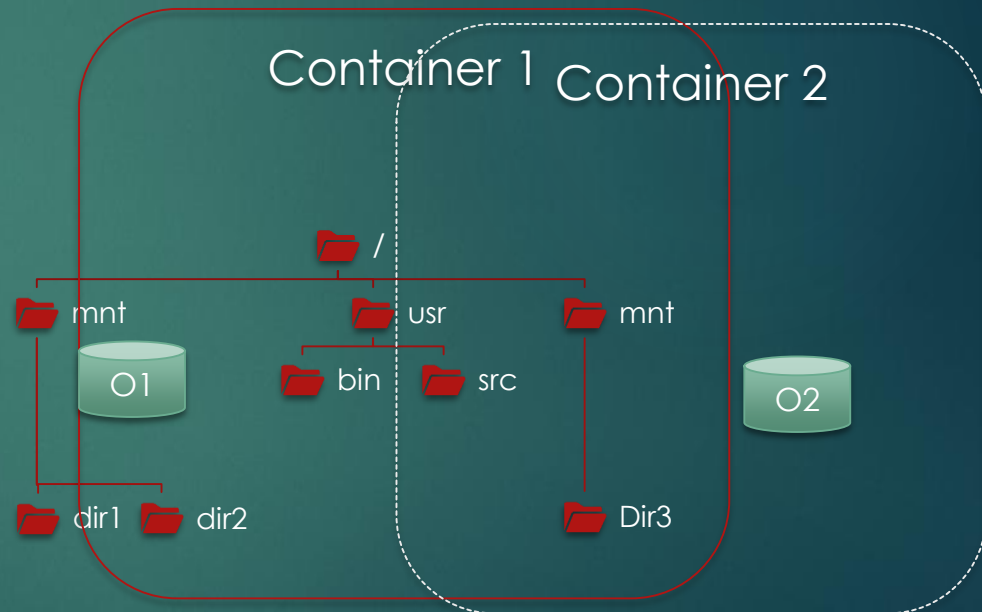 Container 1
Container 2
/
mnt
usr
mnt
O1
bin
src
O2
dir1
dir2
Dir3